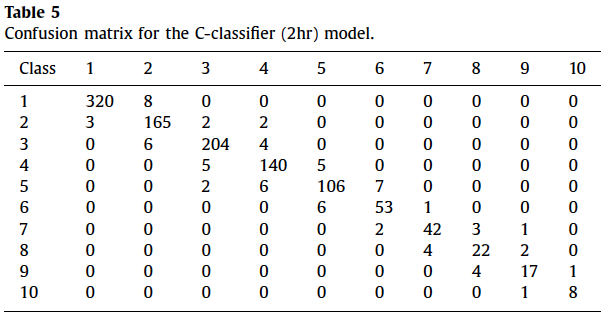 Table 5
Confusion matrix for the C-classifier (2hr) model.
Class 1 2 3 4 5 6 7 8 9 10
1 320 8 0 0 0 0 0 0 0 0
2 3 165 2 2 0 0 0 0 0 0
3 0 6 204 4 0 0 0 0 0 0
4 0 0 5 140 5 0 0 0 0 0
5 0 0 2 6 106 7 0 0 0 0
6 0 0 0 0 6 53 1 0 0 0
7 0 0 0 0 0 2 42 3 1 0
8 0 0 0 0 0 0 4 22 2 0
9 0 0 0 0 0 0 0 4 17 1
10 0 0 0 0 0 0 0 0 1 8